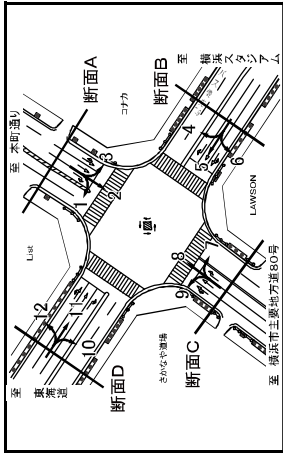 至 本町通り
断面A
コナカ
断面B
至 横浜スタジアム
List
1
2
3
4
5
6
LAWSON
12
11
10
9
8
7
至 東海道
断面D
さかなや道場
断面C
至 横浜市主要地方道80号